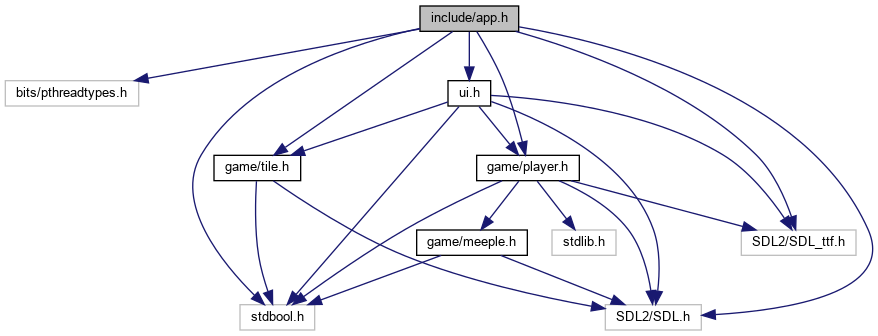 include/app.h
bits/pthreadtypes.h
ui.h
game/tile.h
game/player.h
game/meeple.h
stdlib.h
SDL2/SDL_ttf.h
stdbool.h
SDL2/SDL.h